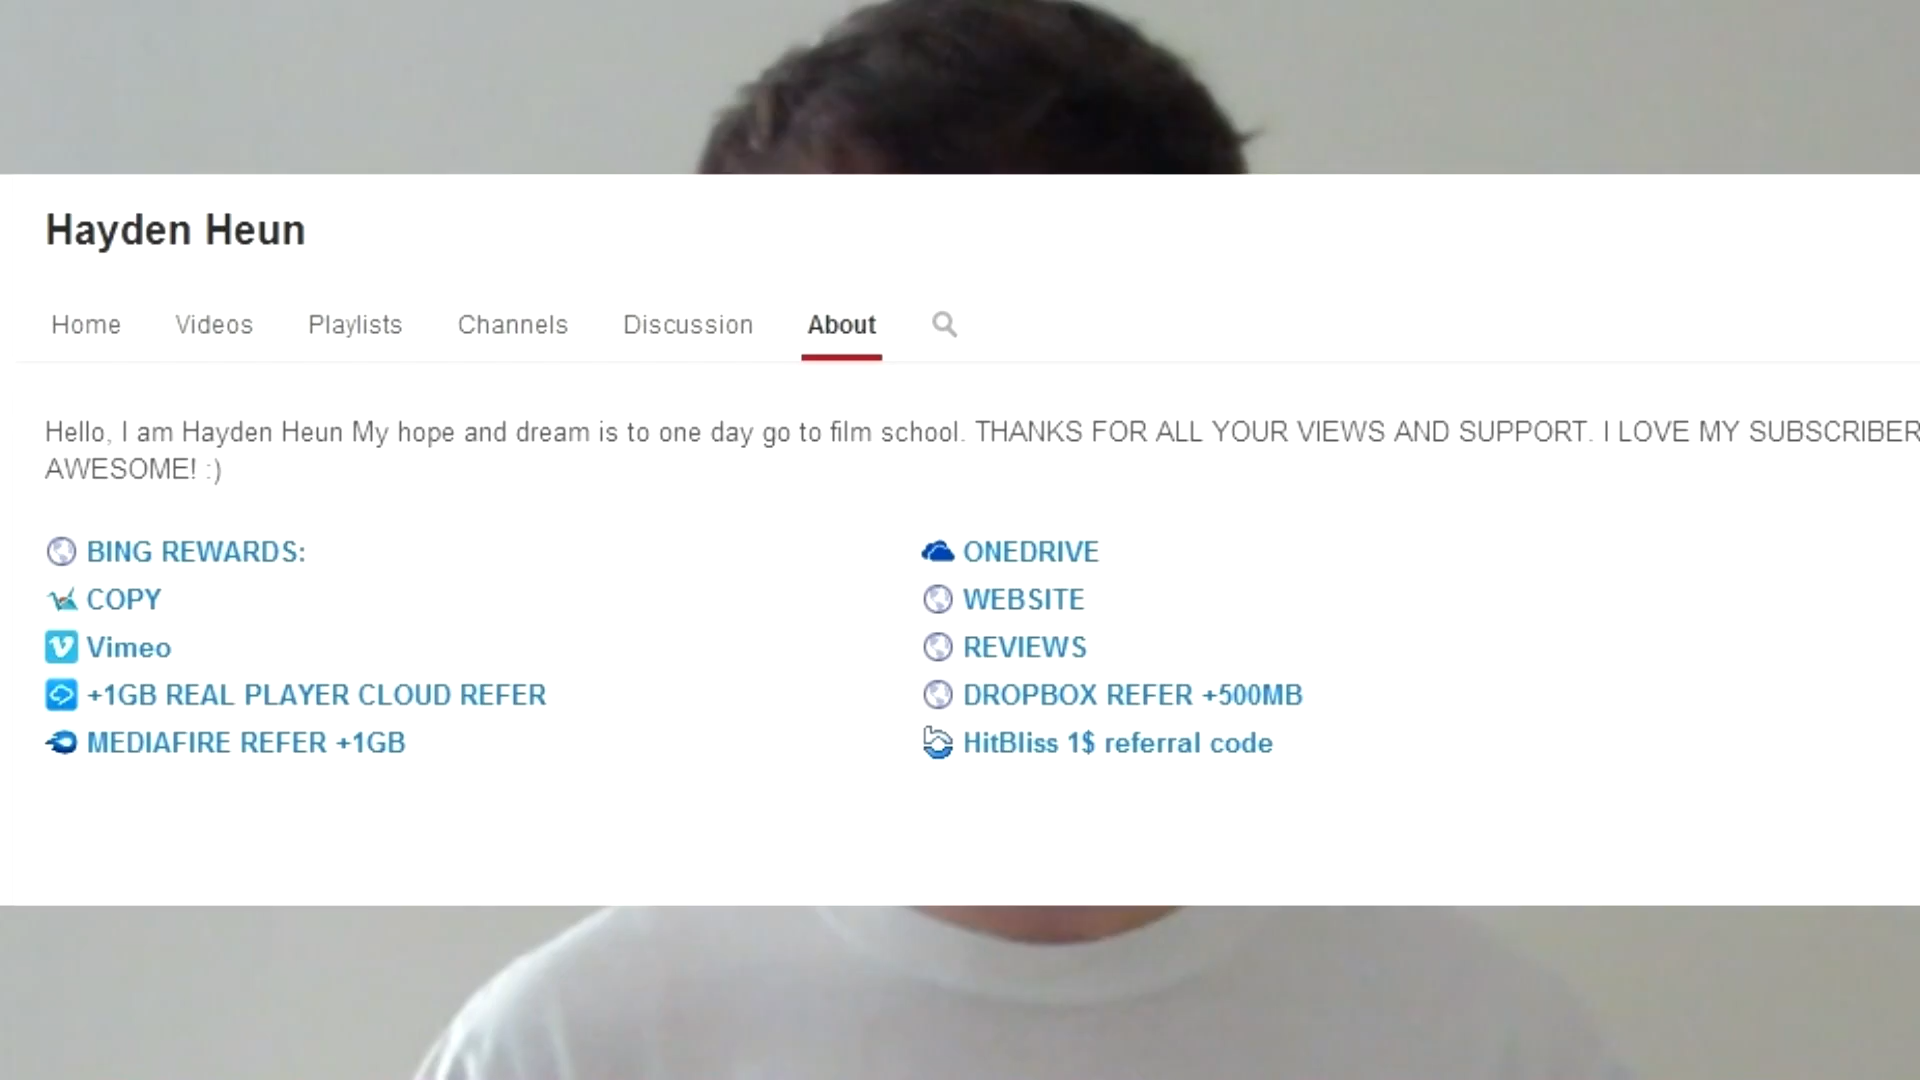 Hayden Heun
Home Videos Playlists Channels Discussion About
Hello, I am Hayden Heun My hope and dream is to one day go to film school. THANKS FOR ALL YOUR VIEWS AND SUPPORT. I LOVE MY SUBSCRIBER
AWESOME! :)
BING REWARDS: ONEDRIVE
COPY WEBSITE
Vimeo REVIEWS
+1GB REAL PLAYER CLOUD REFER DROPBOX REFER +500MB
MEDIAFIRE REFER +1GB HitBliss 1$ referral code